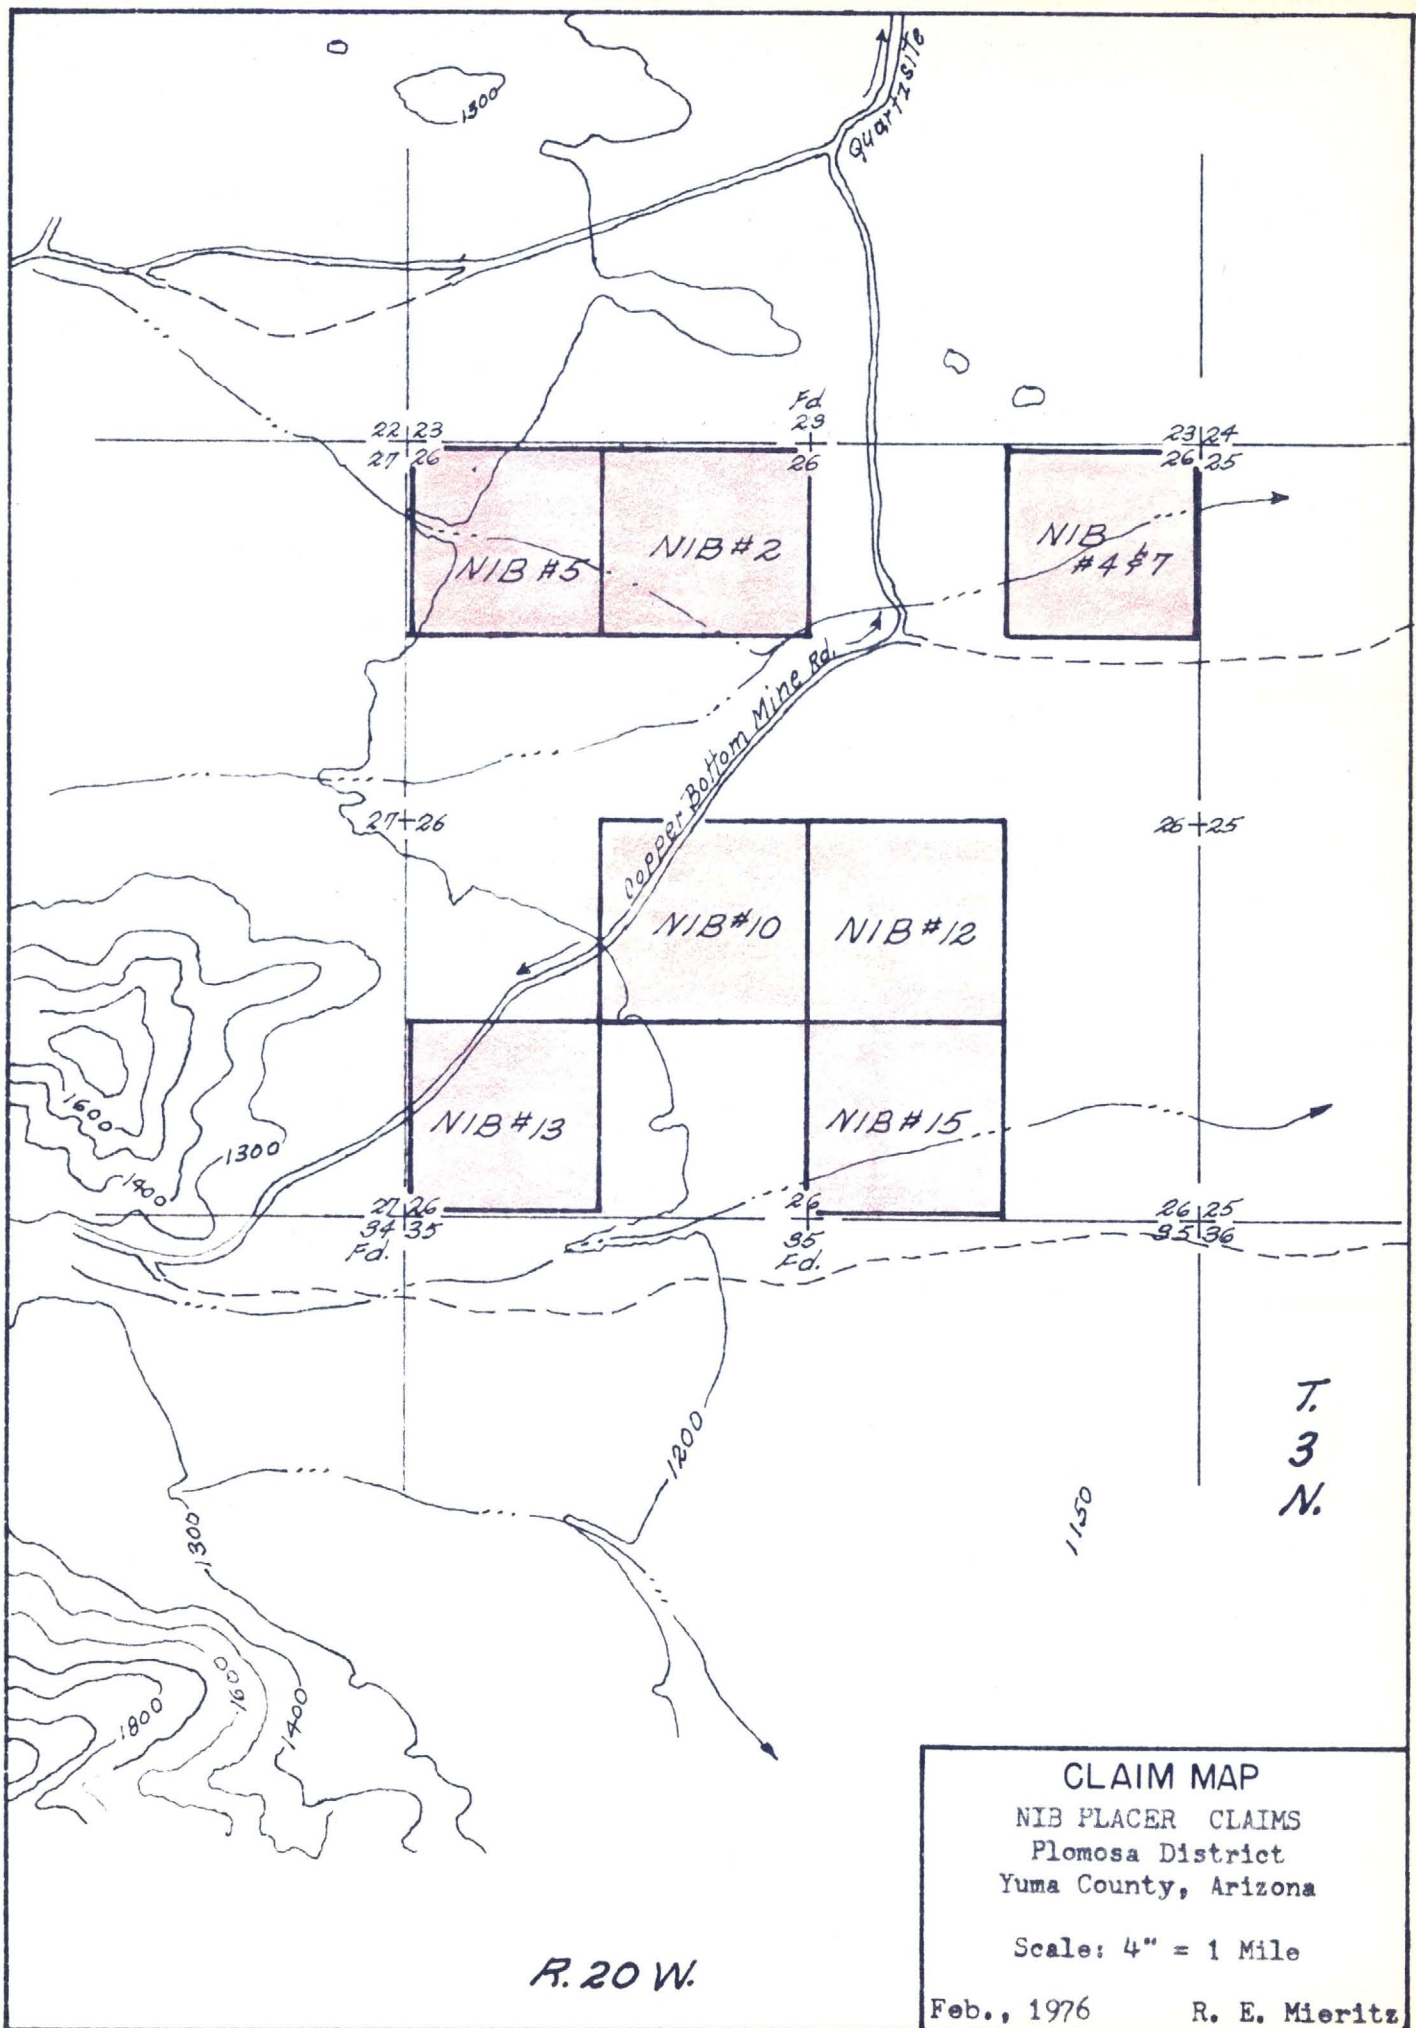 1300
Quartzsite
Fd.
22 23
29
23 24
27 26
26
26 25
NIB #5
NIB #2
NIB
#4 & 7
Copper Bottom Mine Rd.
27 26
26 25
NIB #10
NIB #12
1600
1300
1400
NIB #13
NIB #15
27 26
26
26 25
34 35
35
35 36
Fd.
Fd.
T.
3
N.
1200
1150
1300
1600
1800
1400
R. 20 W.
CLAIM MAP
NIB PLACER CLAIMS
Plomosa District
Yuma County, Arizona
Scale: 4" = 1 Mile
Feb., 1976 R. E. Mieritz